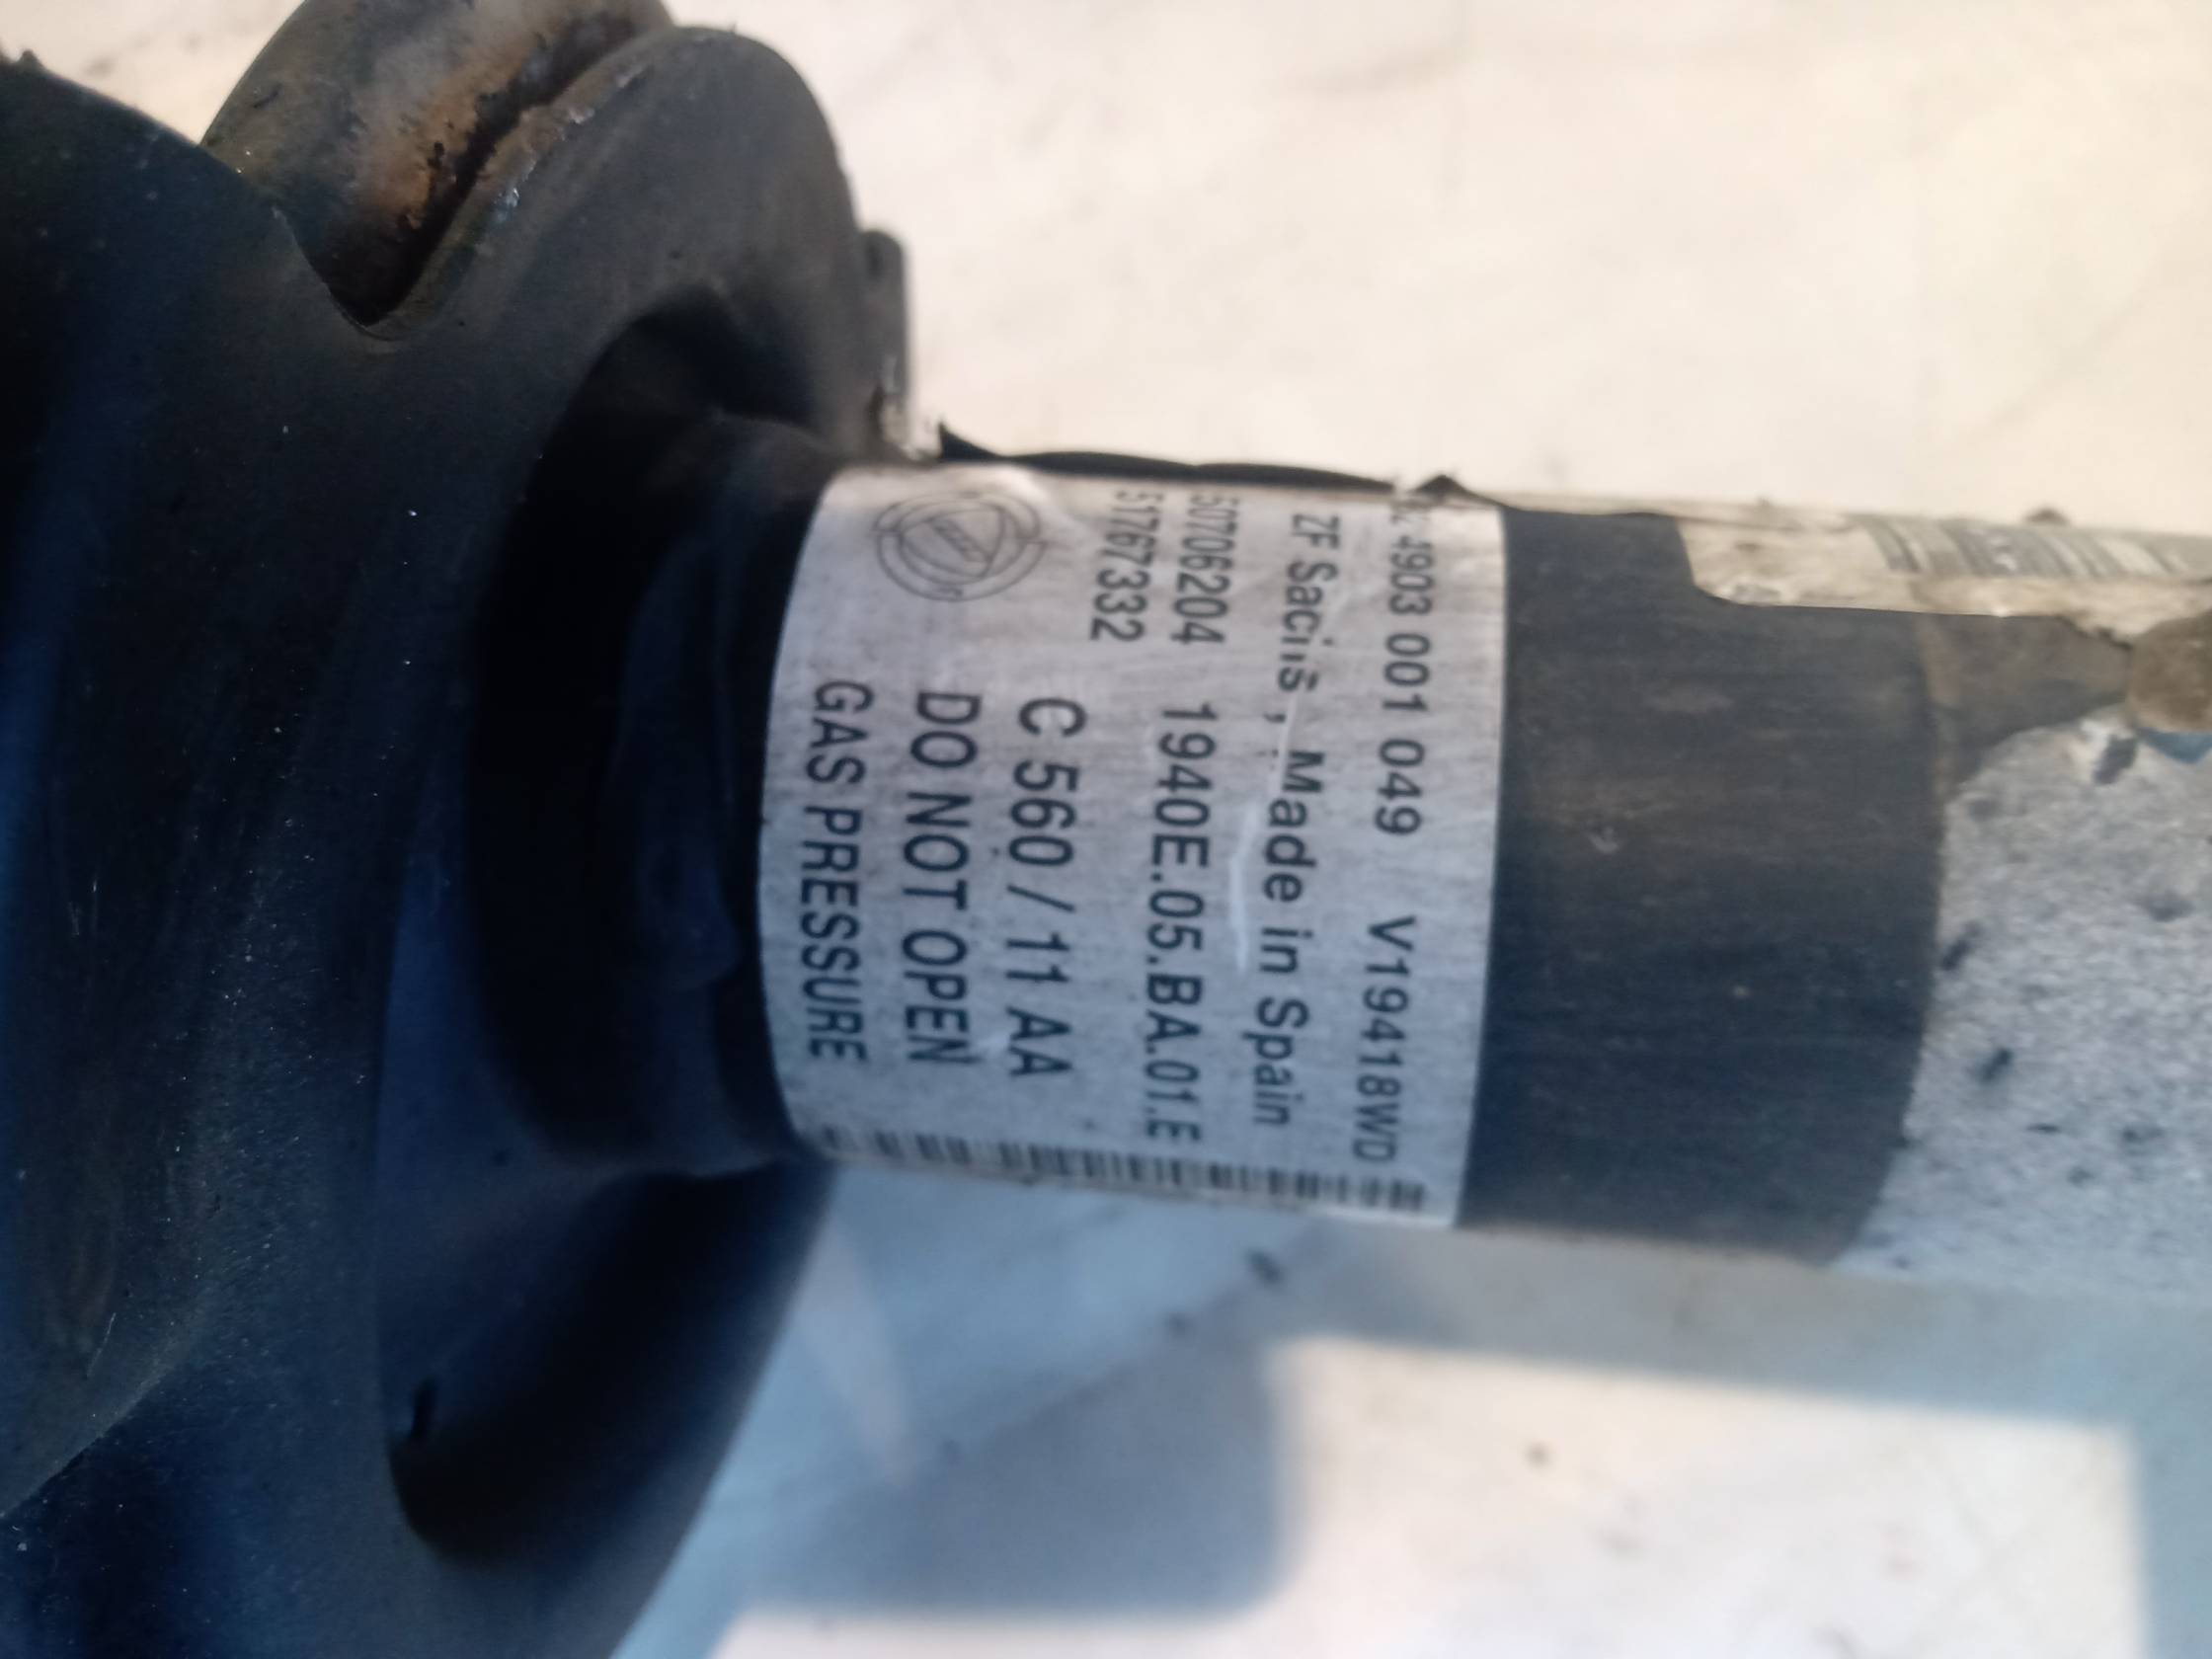 4903 001 049 V19418WD
ZF Sachs, Made in Spain
50706204 1940E.05.BA.01.E
51767332
C 560 / 11 AA
DO NOT OPEN
GAS PRESSURE